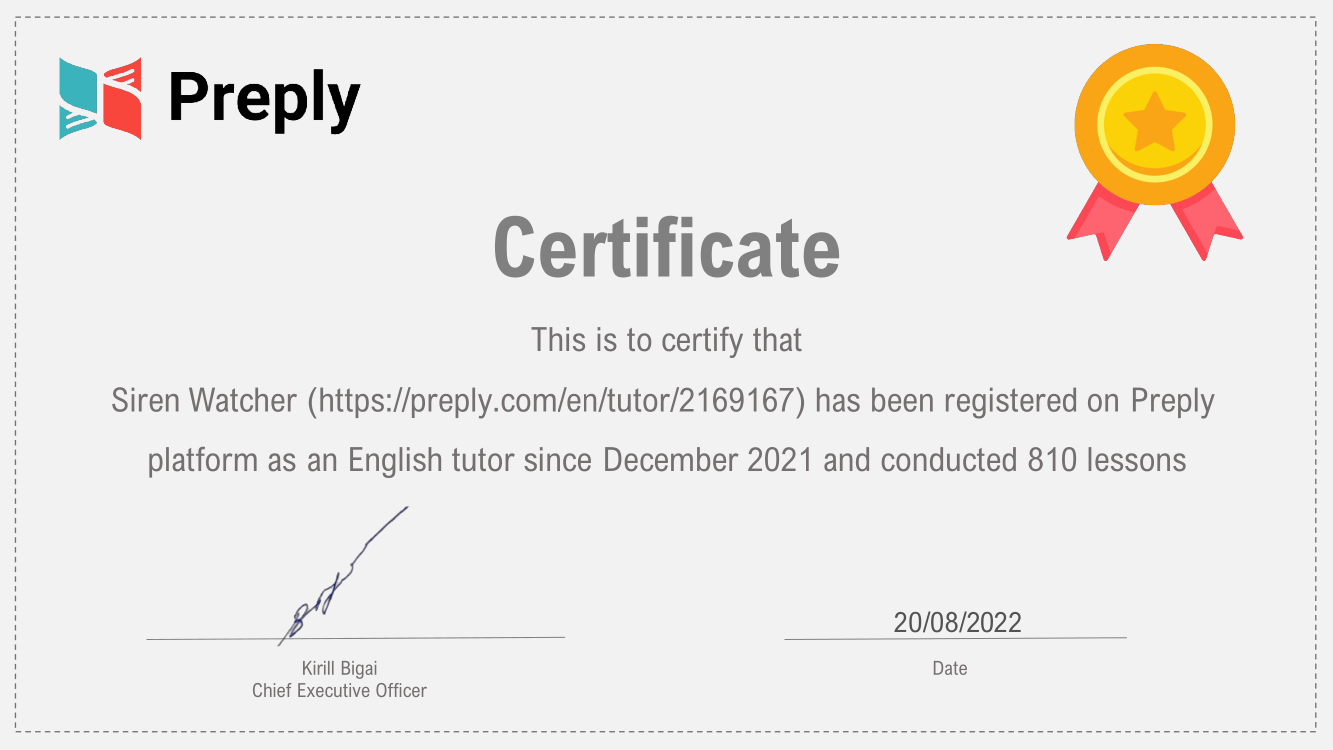 Preply
Certificate
This is to certify that
Siren Watcher (https://preply.com/en/tutor/2169167) has been registered on Preply
platform as an English tutor since December 2021 and conducted 810 lessons
20/08/2022
Kirill Bigai
Date
Chief Executive Officer